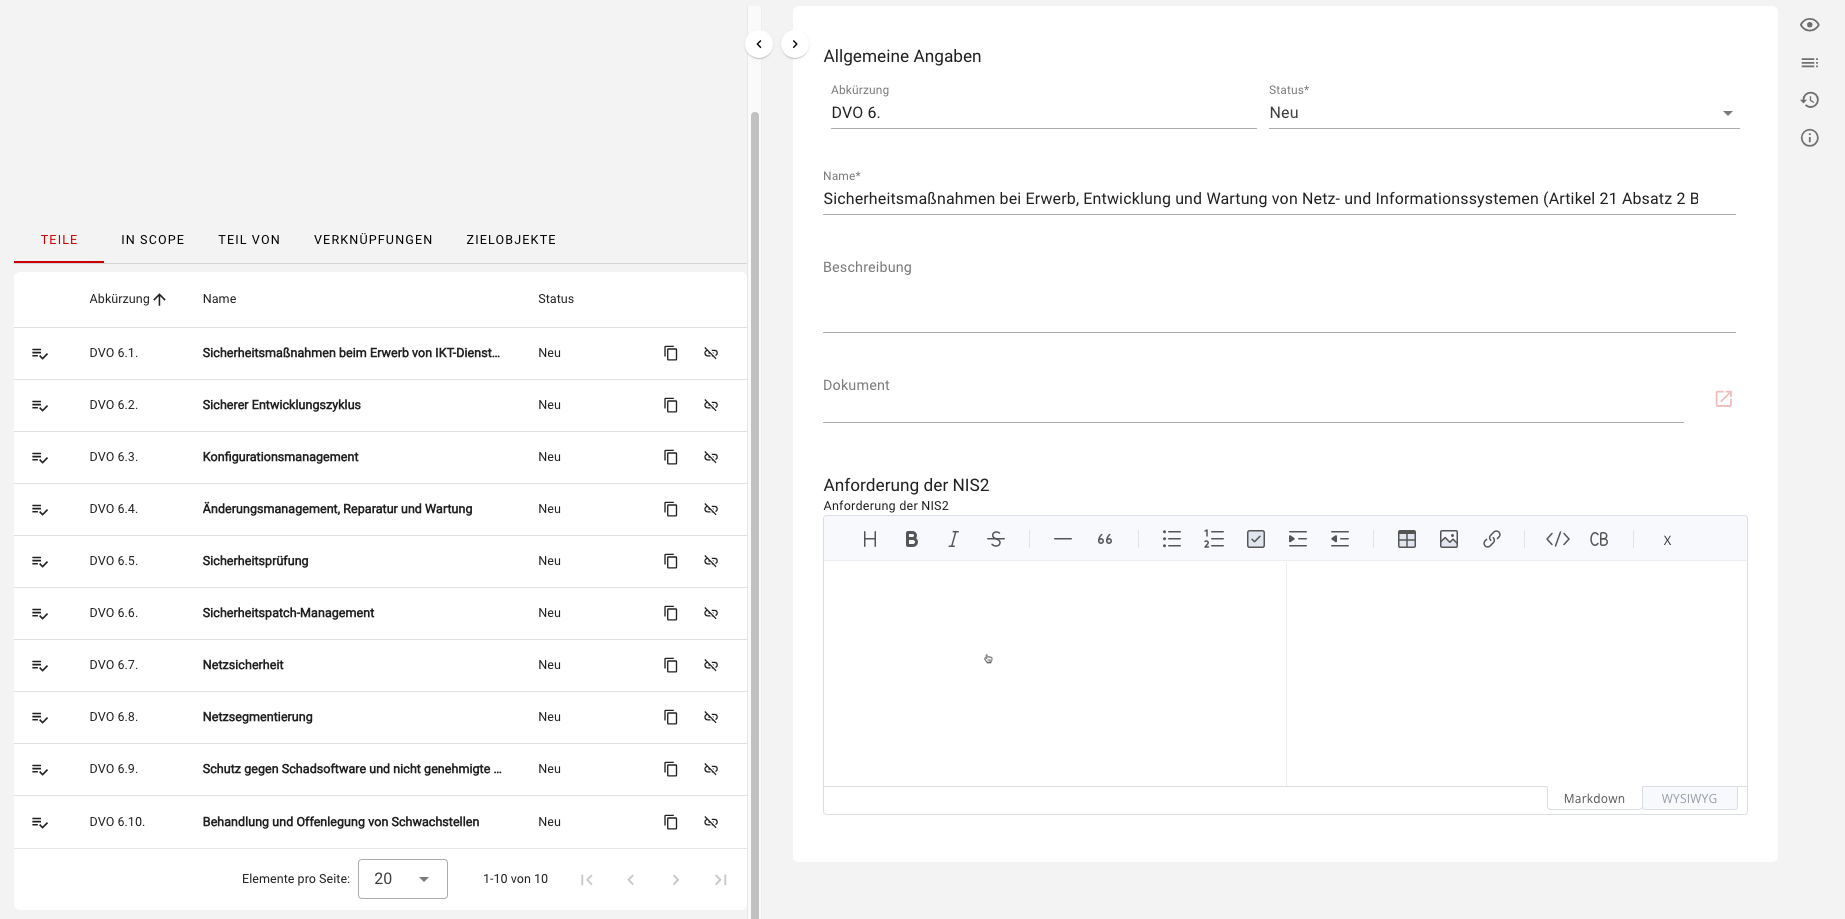 TEILE IN SCOPE TEIL VON VERKNÜPFUNGEN ZIELOBJEKTE
Abkürzung Name Status
DVO 6.1. Sicherheitsmaßnahmen beim Erwerb von IKT-Dienst... Neu
DVO 6.2. Sicherer Entwicklungszyklus Neu
DVO 6.3. Konfigurationsmanagement Neu
DVO 6.4. Änderungsmanagement, Reparatur und Wartung Neu
DVO 6.5. Sicherheitsprüfung Neu
DVO 6.6. Sicherheitspatch-Management Neu
DVO 6.7. Netzsicherheit Neu
DVO 6.8. Netzsegmentierung Neu
DVO 6.9. Schutz gegen Schadsoftware und nicht genehmigte ... Neu
DVO 6.10. Behandlung und Offenlegung von Schwachstellen Neu
Elemente pro Seite: 20 1-10 von 10
Allgemeine Angaben
Abkürzung Status*
DVO 6. Neu
Name*
Sicherheitsmaßnahmen bei Erwerb, Entwicklung und Wartung von Netz- und Informationssystemen (Artikel 21 Absatz 2 B
Beschreibung
Dokument
Anforderung der NIS2
Anforderung der NIS2
H B I S 66 </> CB x
Markdown WYSIWYG